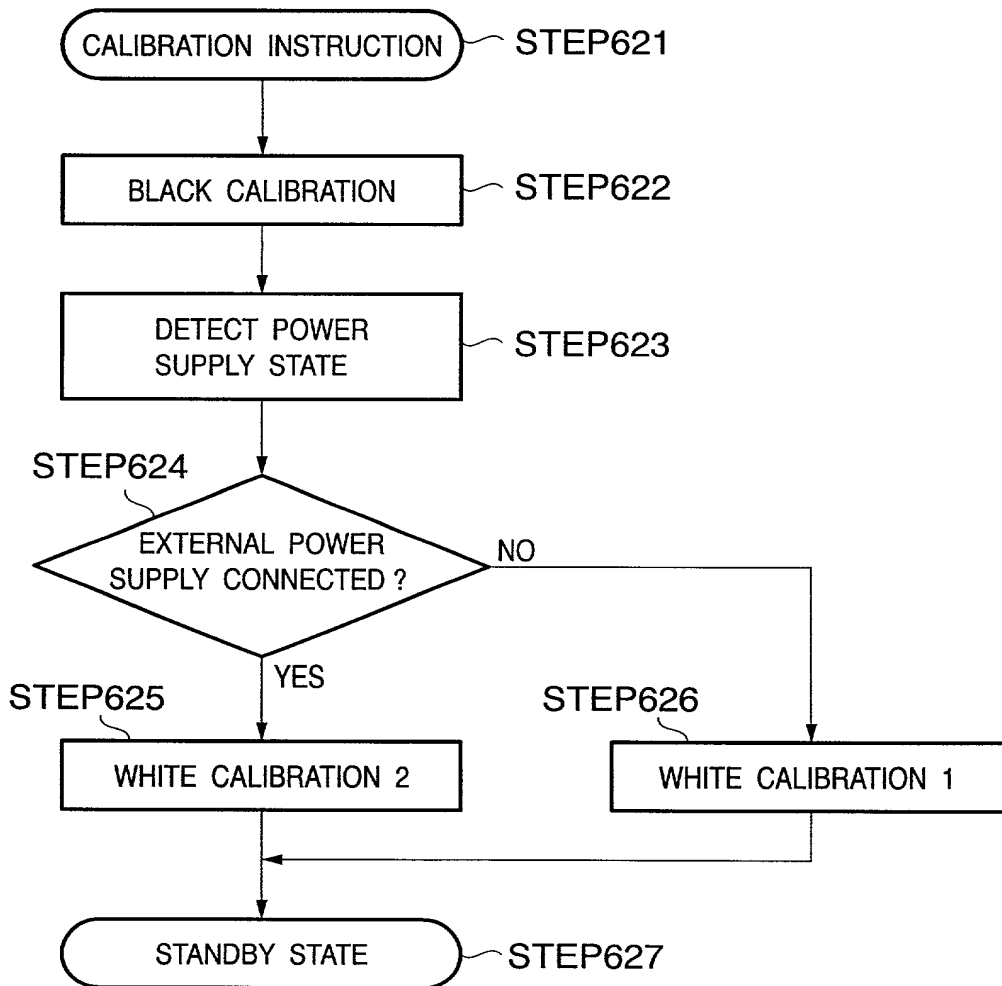 CALIBRATION INSTRUCTION
STEP621
BLACK CALIBRATION
STEP622
DETECT POWER
SUPPLY STATE
STEP623
STEP624
EXTERNAL POWER
SUPPLY CONNECTED ?
NO
YES
STEP625
WHITE CALIBRATION 2
STEP626
WHITE CALIBRATION 1
STANDBY STATE
STEP627